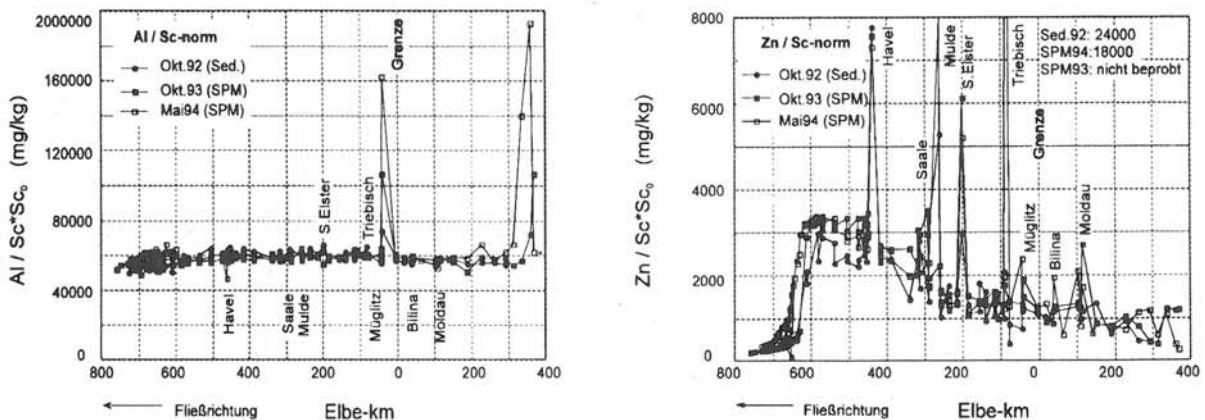 Al / Sc-norm
Okt.92 (Sed.)
Okt.93 (SPM)
Mai94 (SPM)
Al / Sc*Sc₀ (mg/kg)
2000000
160000
120000
80000
40000
0
Grenze
S.Elster
Triebisch
Havel
Saale
Mulde
Müglitz
Bilina
Moldau
800 600 400 200 0 200 400
Fließrichtung
Elbe-km
Zn / Sc-norm
Okt.92 (Sed.)
Okt.93 (SPM)
Mai94 (SPM)
Zn / Sc*Sc₀ (mg/kg)
8000
6000
4000
2000
0
Havel
Saale
Mulde
S.Elster
Triebisch
Sed.92: 24000
SPM94:18000
SPM93: nicht beprobt
Grenze
Müglitz
Bilina
Moldau
800 600 400 200 0 200 400
Fließrichtung
Elbe-km